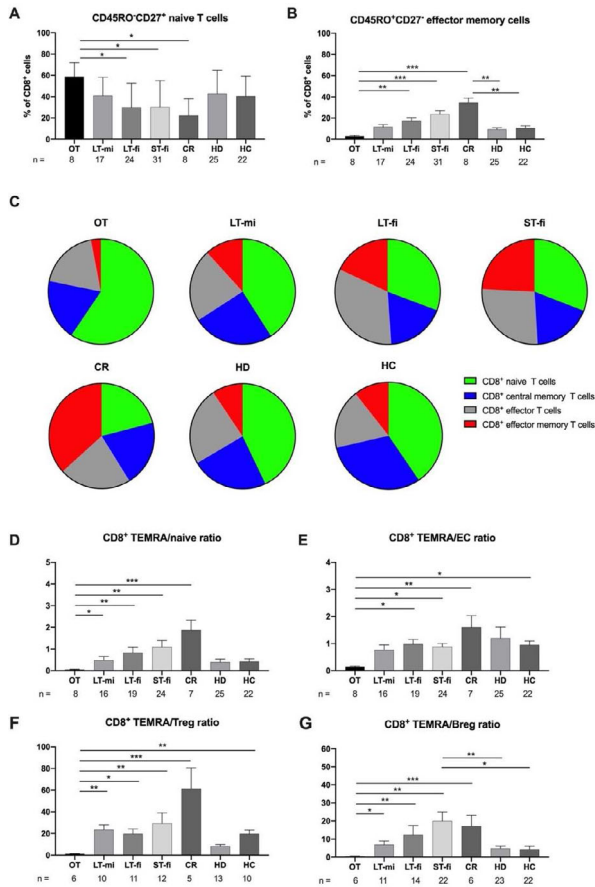 A
CD45RO⁻CD27⁺ naive T cells
% of CD8⁺ cells
100
80
60
40
20
0
*
*
*
OT LT-mi LT-fi ST-fi CR HD HC
n = 8 17 24 31 8 25 22
B
CD45RO⁺CD27⁻ effector memory cells
% of CD8⁺ cells
100
80
60
40
20
0
***
***
**
**
**
OT LT-mi LT-fi ST-fi CR HD HC
n = 8 17 24 31 8 25 22
C
OT LT-mi LT-fi ST-fi
CR HD HC
CD8⁺ naive T cells
CD8⁺ central memory T cells
CD8⁺ effector T cells
CD8⁺ effector memory T cells
D
CD8⁺ TEMRA/naive ratio
5
4
3
2
1
0
***
**
**
*
OT LT-mi LT-fi ST-fi CR HD HC
n = 8 16 19 24 7 25 22
E
CD8⁺ TEMRA/EC ratio
4
3
2
1
0
*
**
*
*
OT LT-mi LT-fi ST-fi CR HD HC
n = 8 16 19 24 7 25 22
F
CD8⁺ TEMRA/Treg ratio
100
80
60
40
20
0
**
***
**
*
**
OT LT-mi LT-fi ST-fi CR HD HC
n = 6 10 11 12 5 13 10
G
CD8⁺ TEMRA/Breg ratio
60
50
40
30
20
10
0
**
*
***
**
**
*
OT LT-mi LT-fi ST-fi CR HD HC
n = 6 11 14 22 6 23 22